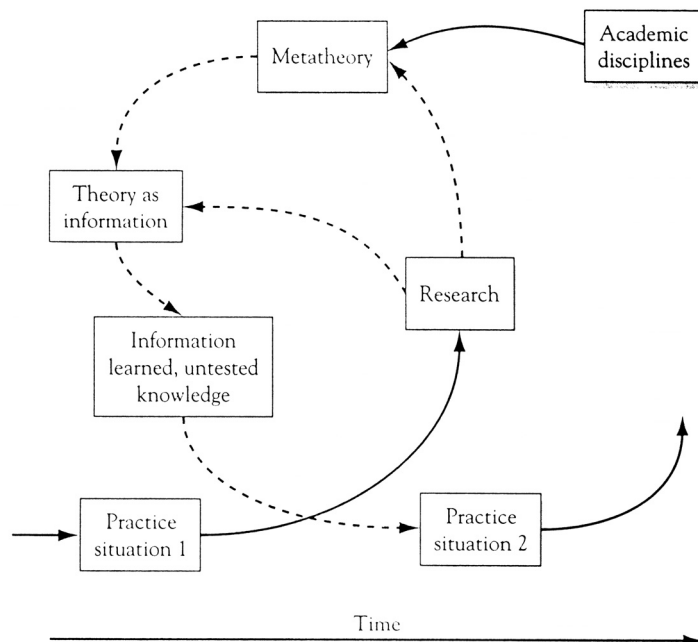 Academic
disciplines
Metatheory
Theory as
information
Research
Information
learned, untested
knowledge
Practice
situation 1
Practice
situation 2
Time